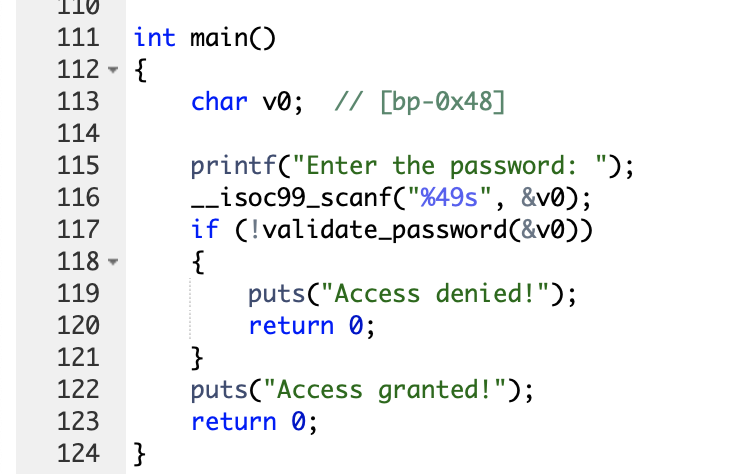 110
111 int main()
112 {
113     char v0;  // [bp-0x48]
114
115     printf("Enter the password: ");
116     __isoc99_scanf("%49s", &v0);
117     if (!validate_password(&v0))
118     {
119         puts("Access denied!");
120         return 0;
121     }
122     puts("Access granted!");
123     return 0;
124 }